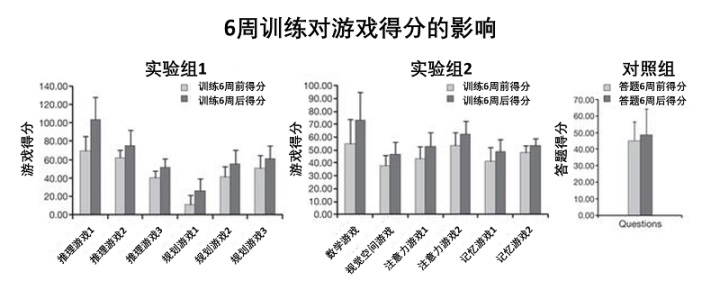 6周训练对游戏得分的影响
实验组1
训练6周前得分
训练6周后得分
游戏得分
140.00
120.00
100.00
80.00
60.00
40.00
20.00
0.00
推理游戏1
推理游戏2
推理游戏3
规划游戏1
规划游戏2
规划游戏3
实验组2
训练6周前得分
训练6周后得分
游戏得分
100.00
90.00
80.00
70.00
60.00
50.00
40.00
30.00
20.00
10.00
0.00
数学游戏
视觉空间游戏
注意力游戏1
注意力游戏2
记忆游戏1
记忆游戏2
对照组
答题6周前得分
答题6周后得分
答题得分
70.00
60.00
50.00
40.00
30.00
20.00
10.00
0.00
Questions